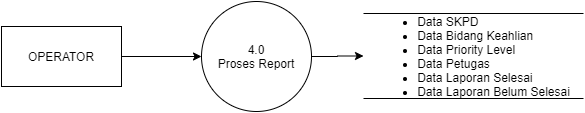 OPERATOR
4.0
Proses Report
• Data SKPD
• Data Bidang Keahlian
• Data Priority Level
• Data Petugas
• Data Laporan Selesai
• Data Laporan Belum Selesai